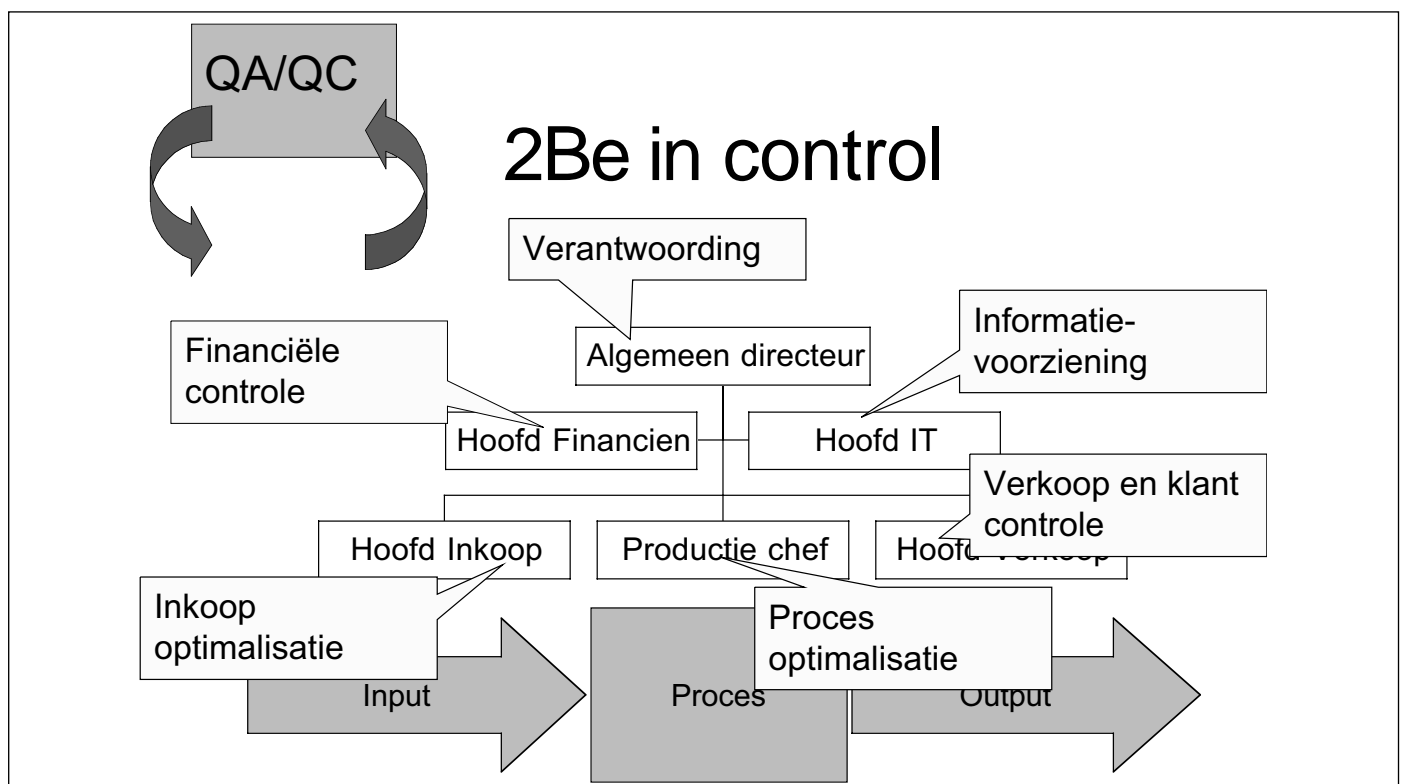 QA/QC
2Be in control
Verantwoording
Financiële
controle
Algemeen directeur
Informatie-
voorziening
Hoofd Financien
Hoofd IT
Verkoop en klant
controle
Hoofd Inkoop
Productie chef
Hoofd Verkoop
Inkoop
optimalisatie
Proces
optimalisatie
Input
Proces
Output